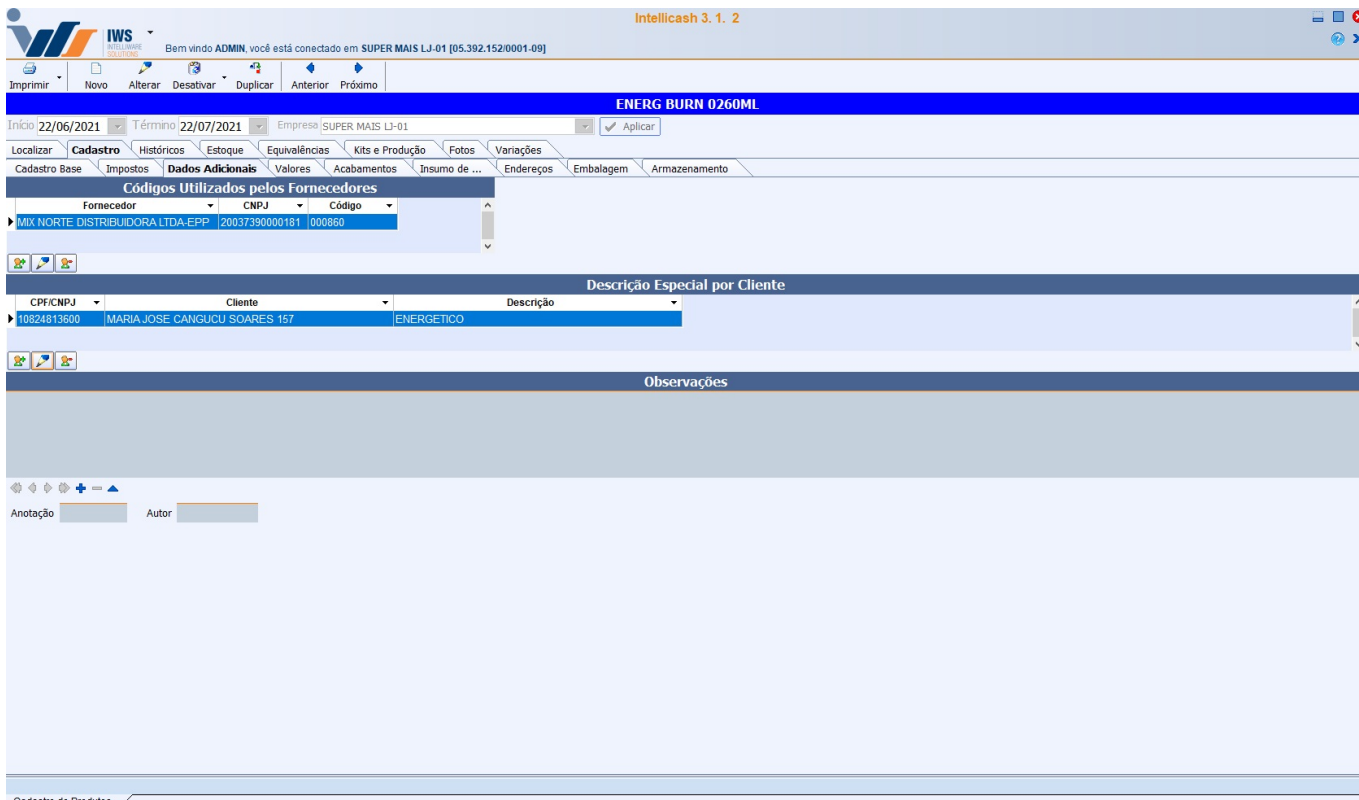 Intellicash 3. 1. 2
IWS
INTELLIWARE
SOLUTIONS
Bem vindo ADMIN, você está conectado em SUPER MAIS LJ-01 [05.392.152/0001-09]
Imprimir Novo Alterar Desativar Duplicar Anterior Próximo
ENERG BURN 0260ML
Início 22/06/2021 Término 22/07/2021 Empresa SUPER MAIS LJ-01 Aplicar
Localizar Cadastro Históricos Estoque Equivalências Kits e Produção Fotos Variações
Cadastro Base Impostos Dados Adicionais Valores Acabamentos Insumo de ... Endereços Embalagem Armazenamento
Códigos Utilizados pelos Fornecedores
Fornecedor CNPJ Código
MIX NORTE DISTRIBUIDORA LTDA-EPP 20037390000181 000860
Descrição Especial por Cliente
CPF/CNPJ Cliente Descrição
10824813600 MARIA JOSE CANGUCU SOARES 157 ENERGETICO
Observações
Anotação Autor
Cadastro de Produtos